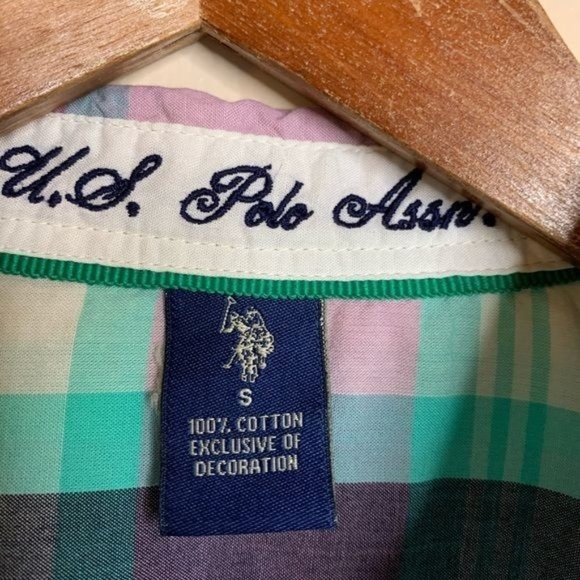 U.S. Polo Assn.
S
100% COTTON
EXCLUSIVE OF
DECORATION